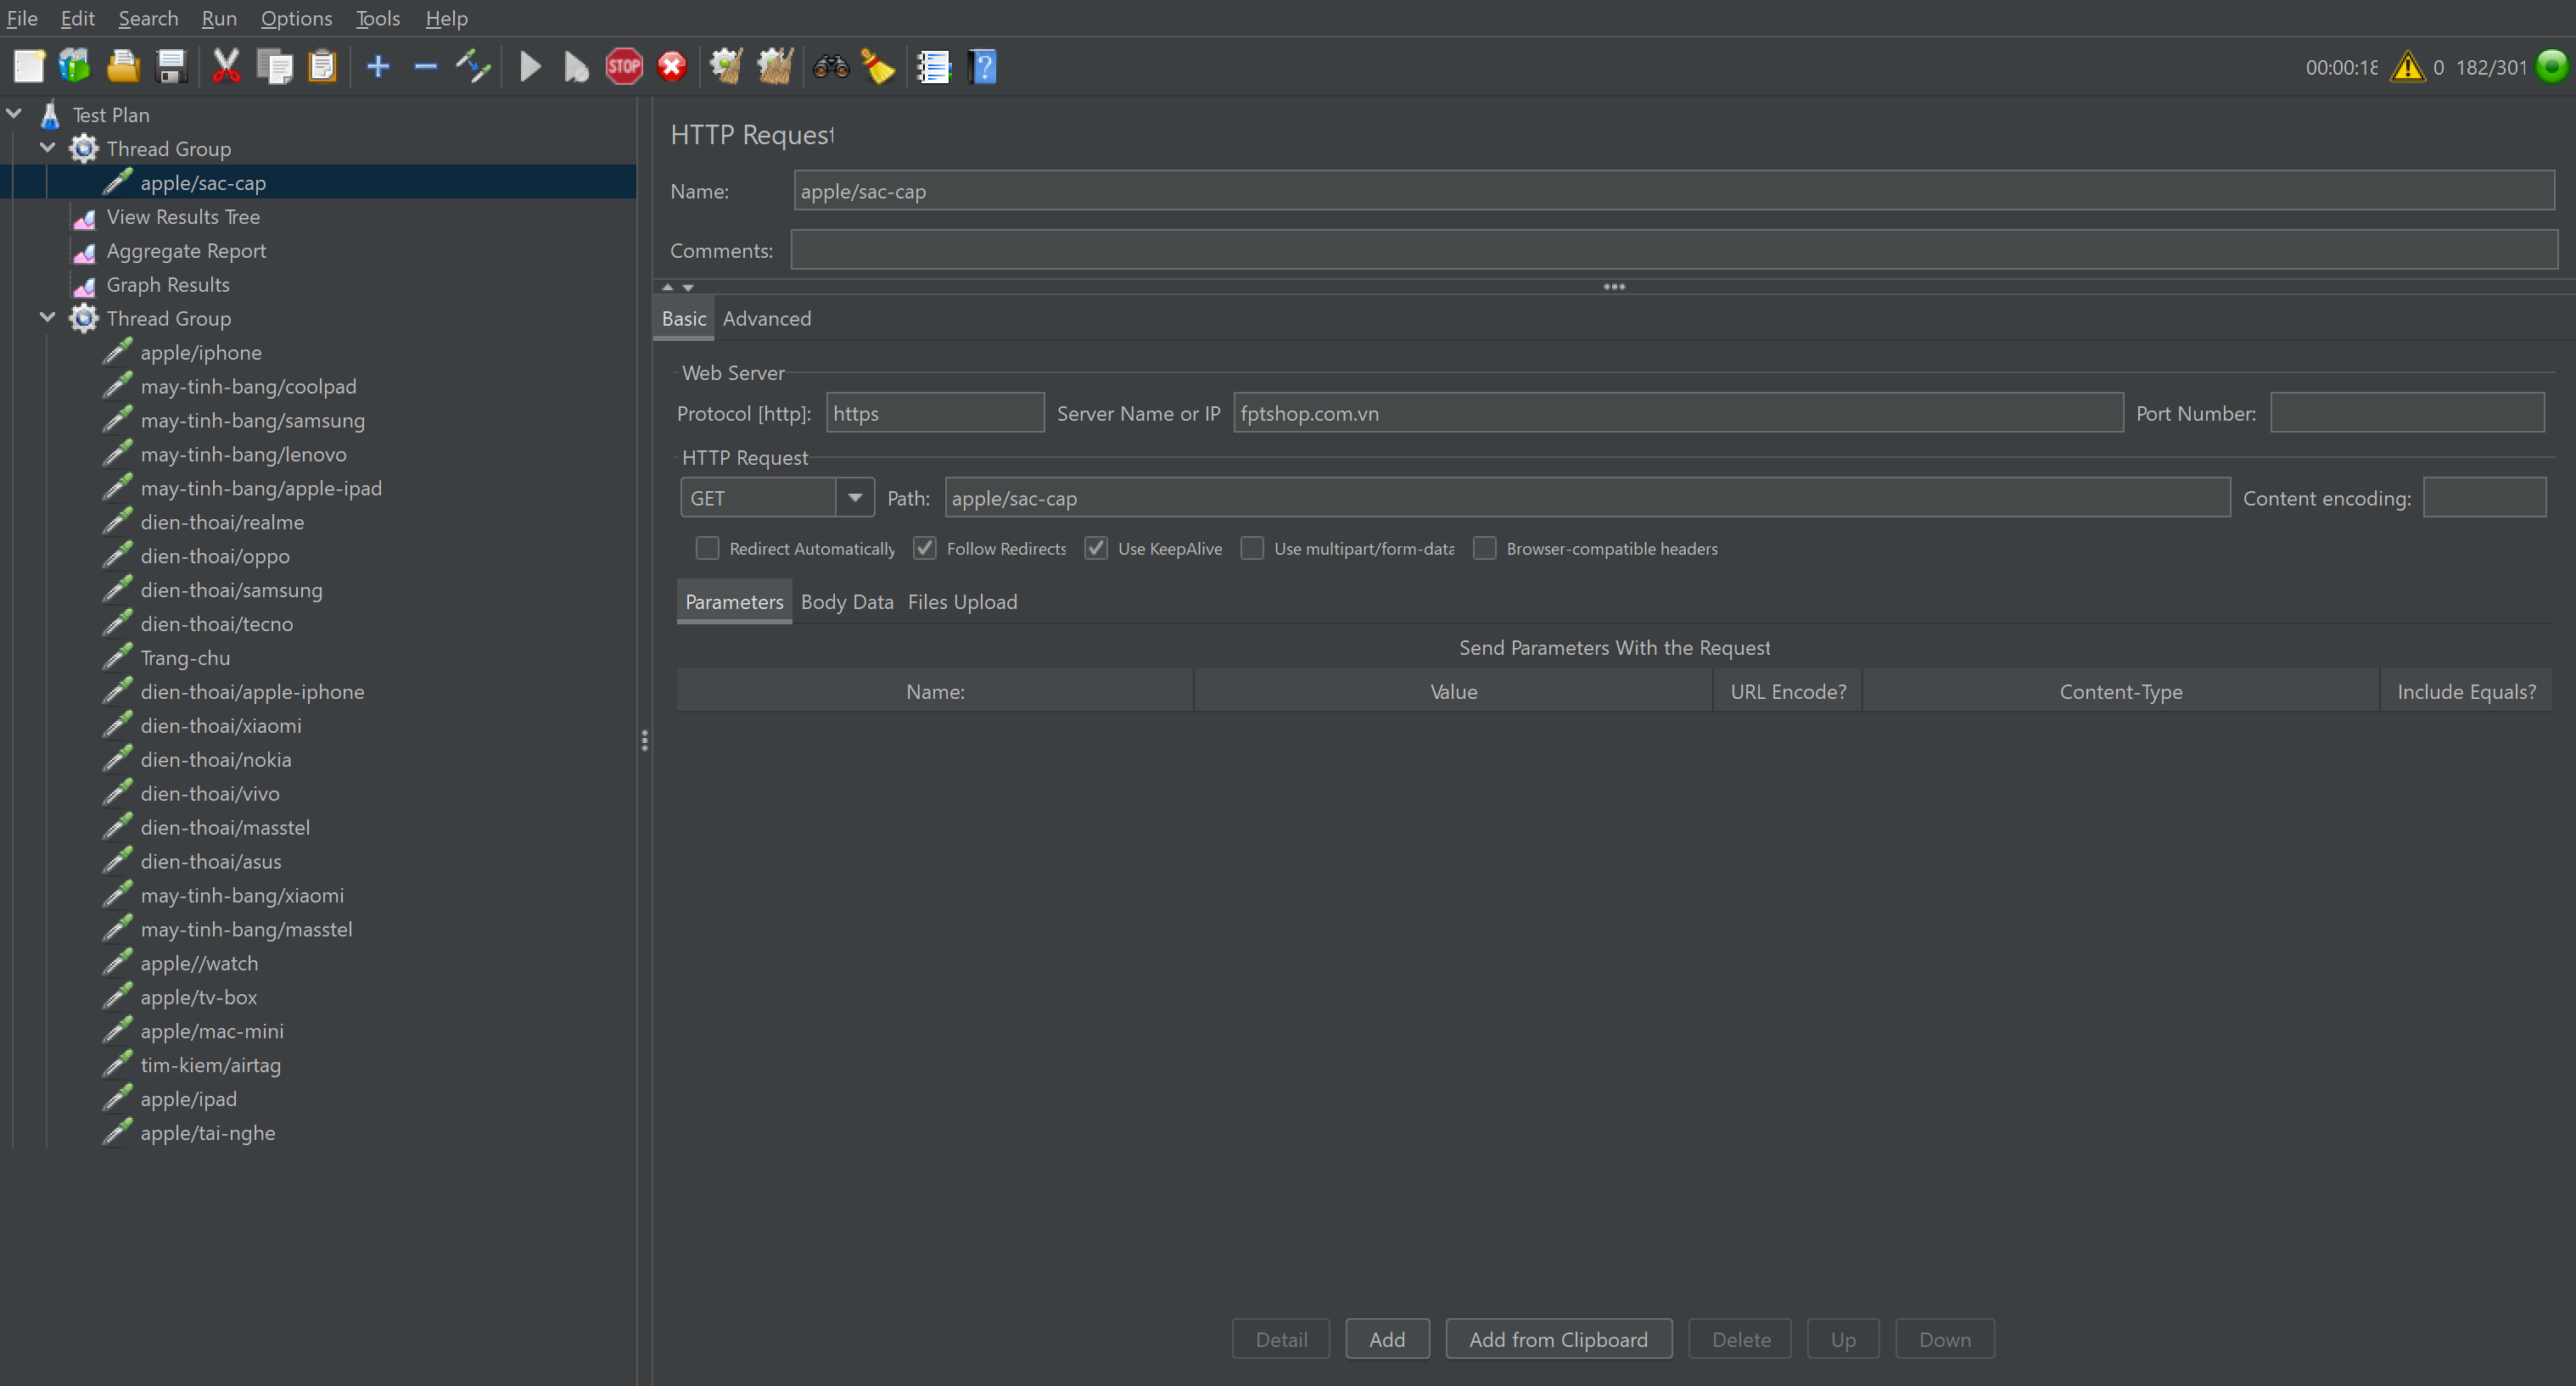 File Edit Search Run Options Tools Help
STOP ? 00:00:18 0 182/301
Test Plan
Thread Group
apple/sac-cap
View Results Tree
Aggregate Report
Graph Results
Thread Group
apple/iphone
may-tinh-bang/coolpad
may-tinh-bang/samsung
may-tinh-bang/lenovo
may-tinh-bang/apple-ipad
dien-thoai/realme
dien-thoai/oppo
dien-thoai/samsung
dien-thoai/tecno
Trang-chu
dien-thoai/apple-iphone
dien-thoai/xiaomi
dien-thoai/nokia
dien-thoai/vivo
dien-thoai/masstel
dien-thoai/asus
may-tinh-bang/xiaomi
may-tinh-bang/masstel
apple//watch
apple/tv-box
apple/mac-mini
tim-kiem/airtag
apple/ipad
apple/tai-nghe
HTTP Request
Name: apple/sac-cap
Comments:
Basic Advanced
Web Server
Protocol [http]: https Server Name or IP fptshop.com.vn Port Number:
HTTP Request
GET Path: apple/sac-cap Content encoding:
Redirect Automatically Follow Redirects Use KeepAlive Use multipart/form-data Browser-compatible headers
Parameters Body Data Files Upload
Send Parameters With the Request
Name: Value URL Encode? Content-Type Include Equals?
Detail Add Add from Clipboard Delete Up Down